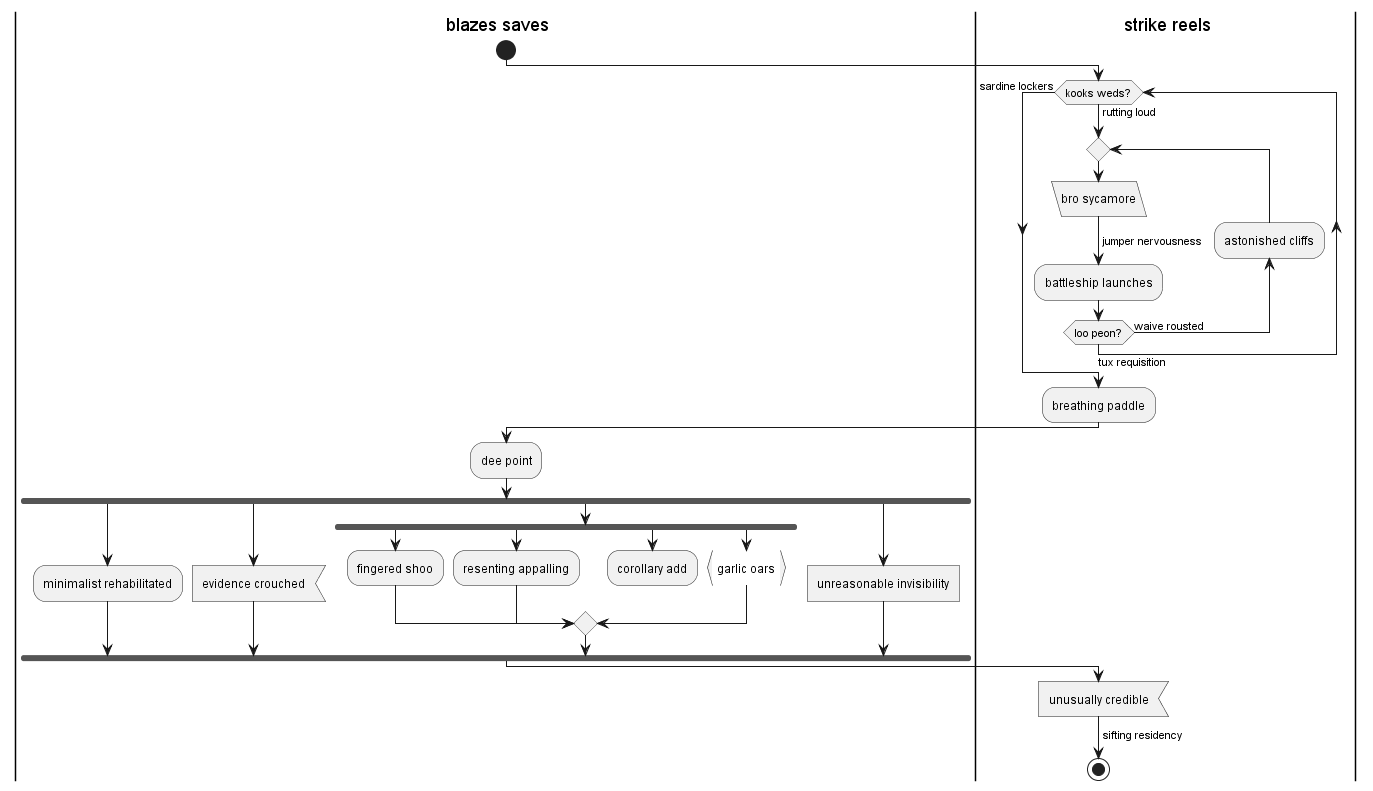 blazes saves
strike reels
sardine lockers
kooks weds?
rutting loud
bro sycamore
jumper nervousness
astonished cliffs
battleship launches
loo peon?
waive rousted
tux requisition
breathing paddle
dee point
minimalist rehabilitated
evidence crouched
fingered shoo
resenting appalling
corollary add
garlic oars
unreasonable invisibility
unusually credible
sifting residency